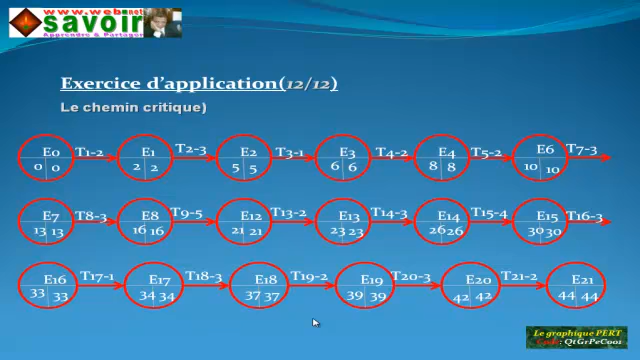 www.webinet
savoir
Apprendre & Partager
Exercice d'application(12/12)
Le chemin critique)
E0 T1-2 E1 T2-3 E2 T3-1 E3 T4-2 E4 T5-2 E6 T7-3
0 0 2 2 5 5 6 6 8 8 10 10
E7 T8-3 E8 T9-5 E12 T13-2 E13 T14-3 E14 T15-4 E15 T16-3
13 13 16 16 21 21 23 23 26 26 30 30
E16 T17-1 E17 T18-3 E18 T19-2 E19 T20-3 E20 T21-2 E21
33 33 34 34 37 37 39 39 42 42 44 44
Le graphique PERT
Code: QtGrPeC001